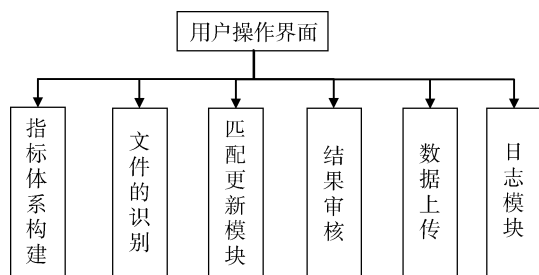 用户操作界面
指标体系构建
文件的识别
匹配更新模块
结果审核
数据上传
日志模块